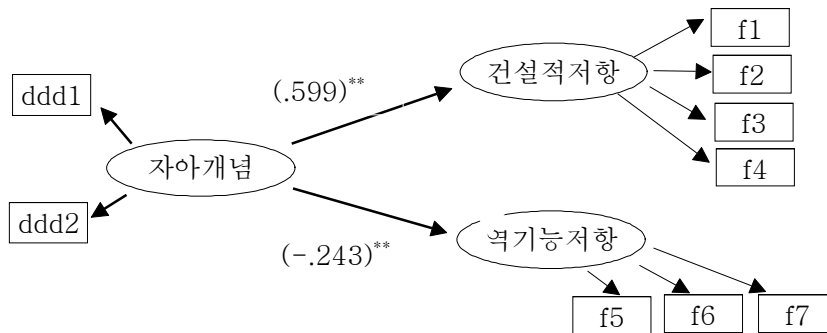 f1
건설적저항
f2
ddd1
(.599)**
f3
자아개념
f4
ddd2
역기능저항
(-.243)**
f5
f6
f7